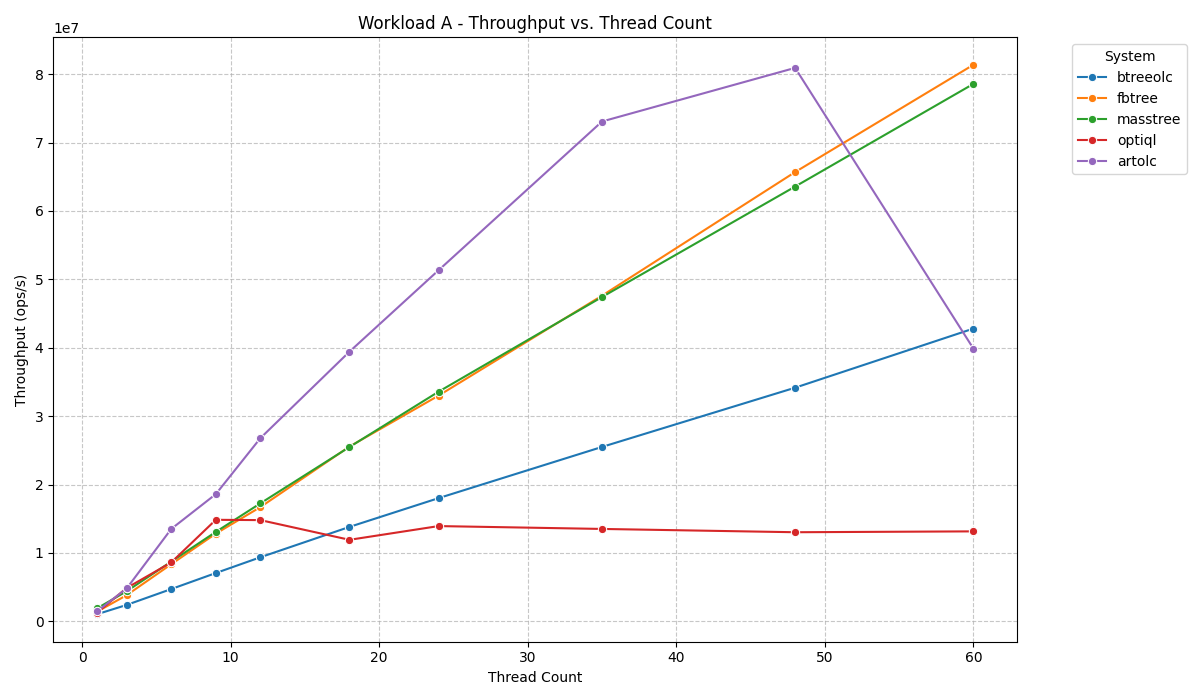 Workload A - Throughput vs. Thread Count
1e7
8
7
6
5
4
3
2
1
0
Throughput (ops/s)
0 10 20 30 40 50 60
Thread Count
System
btreeolc
fbtree
masstree
optiql
artolc